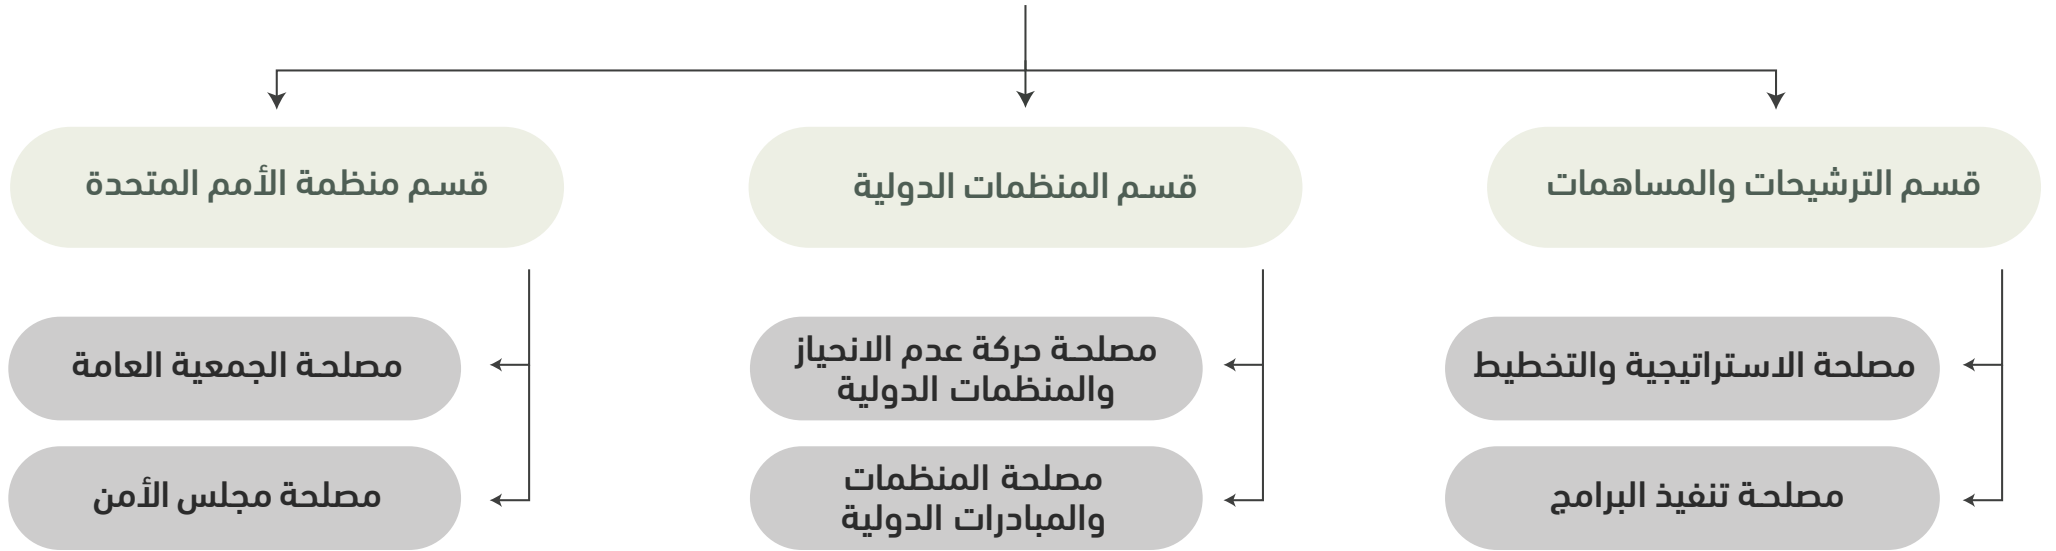 قسم الترشيحات والمساهمات
قسم المنظمات الدولية
قسم منظمة الأمم المتحدة
مصلحة الاستراتيجية والتخطيط
مصلحة تنفيذ البرامج
مصلحة حركة عدم الانحياز
والمنظمات الدولية
مصلحة المنظمات
والمبادرات الدولية
مصلحة الجمعية العامة
مصلحة مجلس الأمن